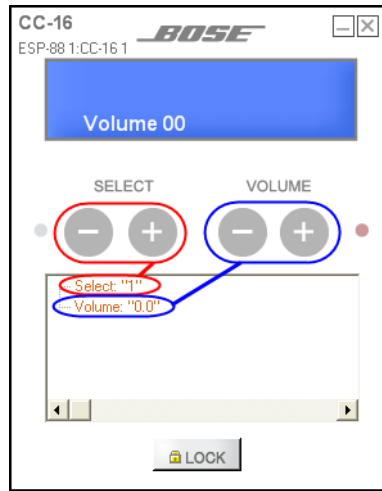 CC-16
BOSE
ESP-88 1:CC-16 1
Volume 00
SELECT VOLUME
Select: "1"
Volume: "0.0"
LOCK